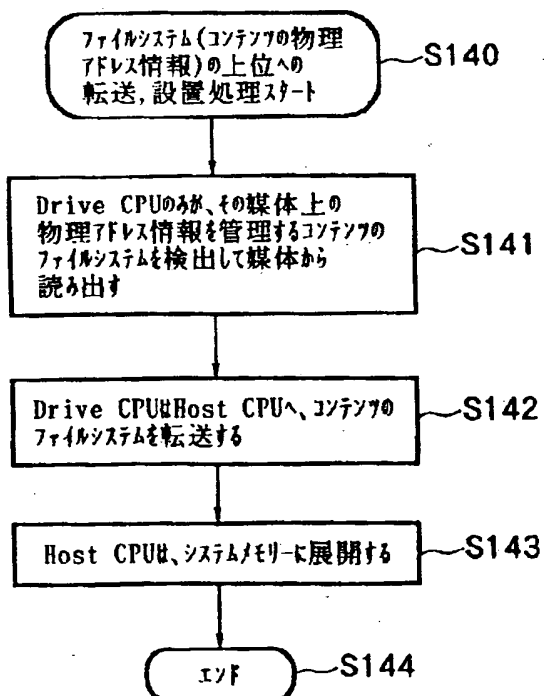 ファイルシステム(コンテンツの物理
アドレス情報)の上位への
転送,設置処理スタート
S140
Drive CPUのみが、その媒体上の
物理アドレス情報を管理するコンテンツの
ファイルシステムを検出して媒体から
読み出す
S141
Drive CPUはHost CPUへ、コンテンツの
ファイルシステムを転送する
S142
Host CPUは、システムメモリーに展開する
S143
エンド
S144